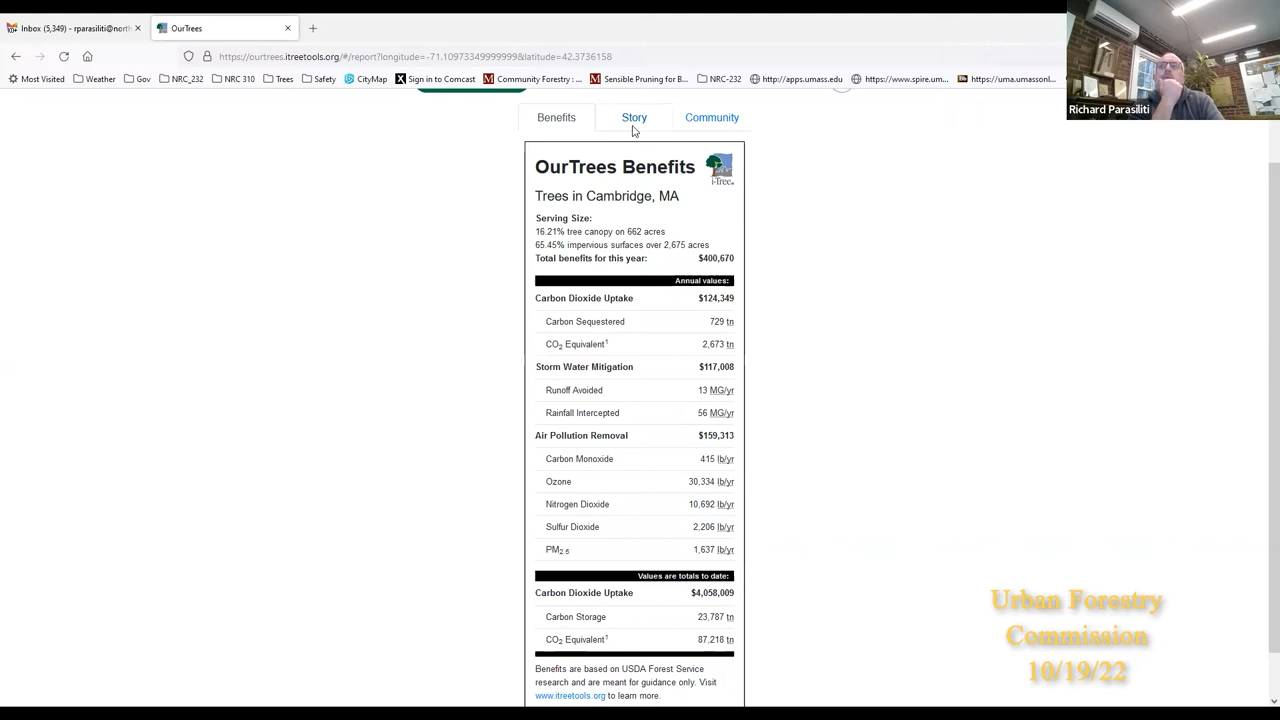 Inbox (5,349) - rparasiliti@north
OurTrees
https://ourtrees.itreetools.org/#/report?longitude=-71.10973349999999&latitude=42.3736158
Most Visited
Weather
Gov
NRC_232
NRC 310
Trees
Safety
CityMap
Sign in to Comcast
Community Forestry : ...
Sensible Pruning for B...
NRC-232
http://apps.umass.edu
https://www.spire.um...
https://uma.umassonl...
Richard Parasiliti
Benefits
Story
Community
OurTrees Benefits
i-Tree
Trees in Cambridge, MA
Serving Size:
16.21% tree canopy on 662 acres
65.45% impervious surfaces over 2,675 acres
Total benefits for this year: $400,670
Annual values:
Carbon Dioxide Uptake $124,349
Carbon Sequestered 729 tn
CO2 Equivalent1 2,673 tn
Storm Water Mitigation $117,008
Runoff Avoided 13 MG/yr
Rainfall Intercepted 56 MG/yr
Air Pollution Removal $159,313
Carbon Monoxide 415 lb/yr
Ozone 30,334 lb/yr
Nitrogen Dioxide 10,692 lb/yr
Sulfur Dioxide 2,206 lb/yr
PM2.5 1,637 lb/yr
Values are totals to date:
Carbon Dioxide Uptake $4,058,009
Carbon Storage 23,787 tn
CO2 Equivalent1 87,218 tn
Benefits are based on USDA Forest Service
research and are meant for guidance only. Visit
www.itreetools.org to learn more.
Urban Forestry
Commission
10/19/22